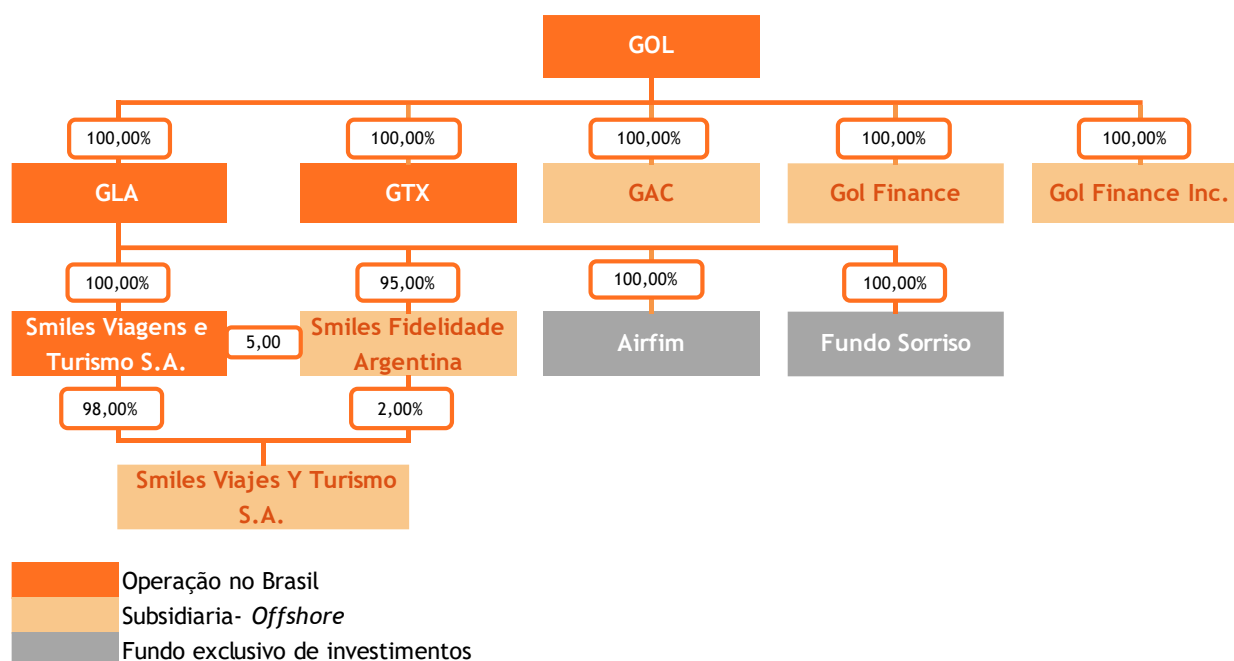 GOL
100,00%
100,00%
100,00%
100,00%
100,00%
GLA
GTX
GAC
Gol Finance
Gol Finance Inc.
100,00%
95,00%
100,00%
100,00%
Smiles Viagens e
Turismo S.A.
5,00
Smiles Fidelidade
Argentina
Airfim
Fundo Sorriso
98,00%
2,00%
Smiles Viajes Y Turismo
S.A.
Operação no Brasil
Subsidiaria- Offshore
Fundo exclusivo de investimentos